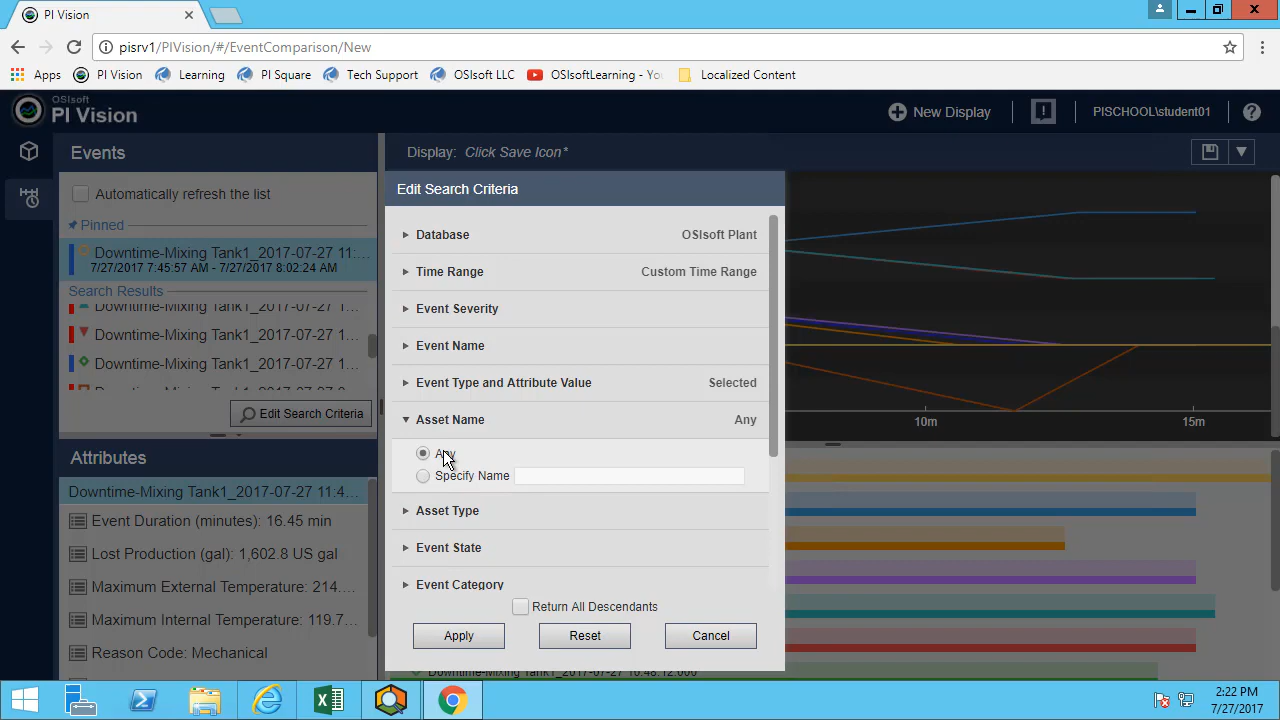 PI Vision
pisrv1/PIVision/#/EventComparison/New
Apps PI Vision Learning PI Square Tech Support OSIsoft LLC OSIsoftLearning - Yo Localized Content
OSIsoft
PI Vision
New Display
PISCHOOL\student01
Events
Display: Click Save Icon*
Automatically refresh the list
Pinned
Downtime-Mixing Tank1_2017-07-27 11:...
7/27/2017 7:45:57 AM - 7/27/2017 8:02:24 AM
Search Results
Downtime-Mixing Tank1_2017-07-27 1...
Downtime-Mixing Tank1_2017-07-27 1...
Downtime-Mixing Tank1_2017-07-27 1...
Edit Search Criteria
Attributes
Downtime-Mixing Tank1_2017-07-27 11:4...
Event Duration (minutes): 16.45 min
Lost Production (gal): 1,602.8 US gal
Maximum External Temperature: 214....
Maximum Internal Temperature: 119.7...
Reason Code: Mechanical
Edit Search Criteria
Database OSIsoft Plant
Time Range Custom Time Range
Event Severity
Event Name
Event Type and Attribute Value Selected
Asset Name Any
Any
Specify Name
Asset Type
Event State
Event Category
Return All Descendants
Apply Reset Cancel
10m 15m
2:22 PM
7/27/2017